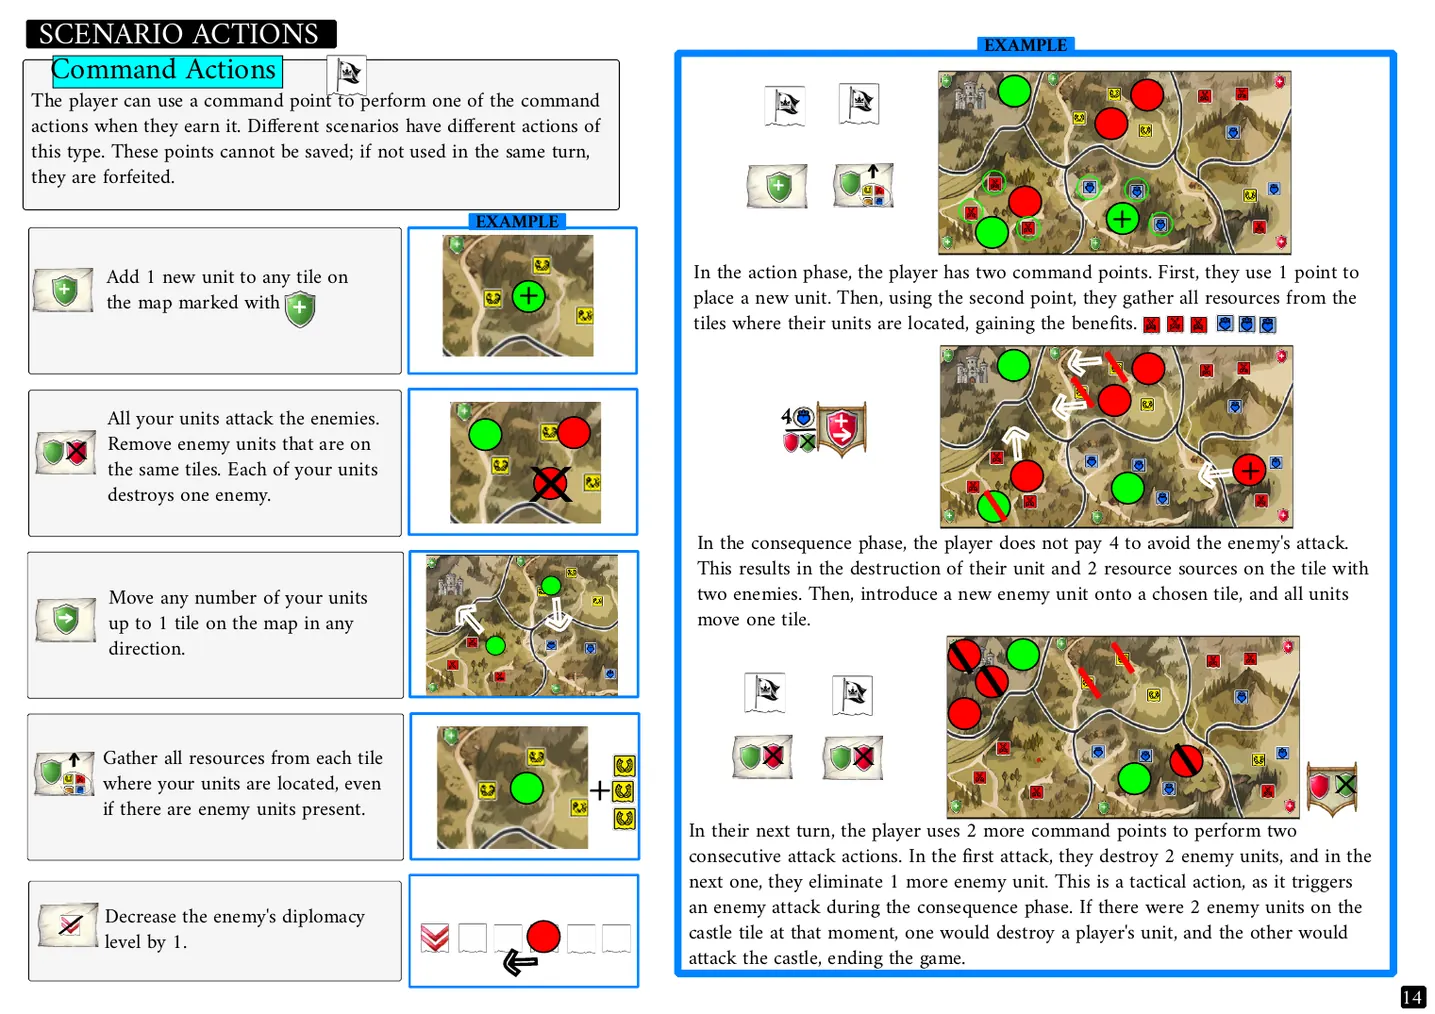 SCENARIO ACTIONS
Command Actions
The player can use a command point to perform one of the command
actions when they earn it. Different scenarios have different actions of
this type. These points cannot be saved; if not used in the same turn,
they are forfeited.
EXAMPLE
Add 1 new unit to any tile on
the map marked with
All your units attack the enemies.
Remove enemy units that are on
the same tiles. Each of your units
destroys one enemy.
Move any number of your units
up to 1 tile on the map in any
direction.
Gather all resources from each tile
where your units are located, even
if there are enemy units present.
Decrease the enemy's diplomacy
level by 1.
EXAMPLE
In the action phase, the player has two command points. First, they use 1 point to
place a new unit. Then, using the second point, they gather all resources from the
tiles where their units are located, gaining the benefits.
4
In the consequence phase, the player does not pay 4 to avoid the enemy's attack.
This results in the destruction of their unit and 2 resource sources on the tile with
two enemies. Then, introduce a new enemy unit onto a chosen tile, and all units
move one tile.
In their next turn, the player uses 2 more command points to perform two
consecutive attack actions. In the first attack, they destroy 2 enemy units, and in the
next one, they eliminate 1 more enemy unit. This is a tactical action, as it triggers
an enemy attack during the consequence phase. If there were 2 enemy units on the
castle tile at that moment, one would destroy a player's unit, and the other would
attack the castle, ending the game.
14